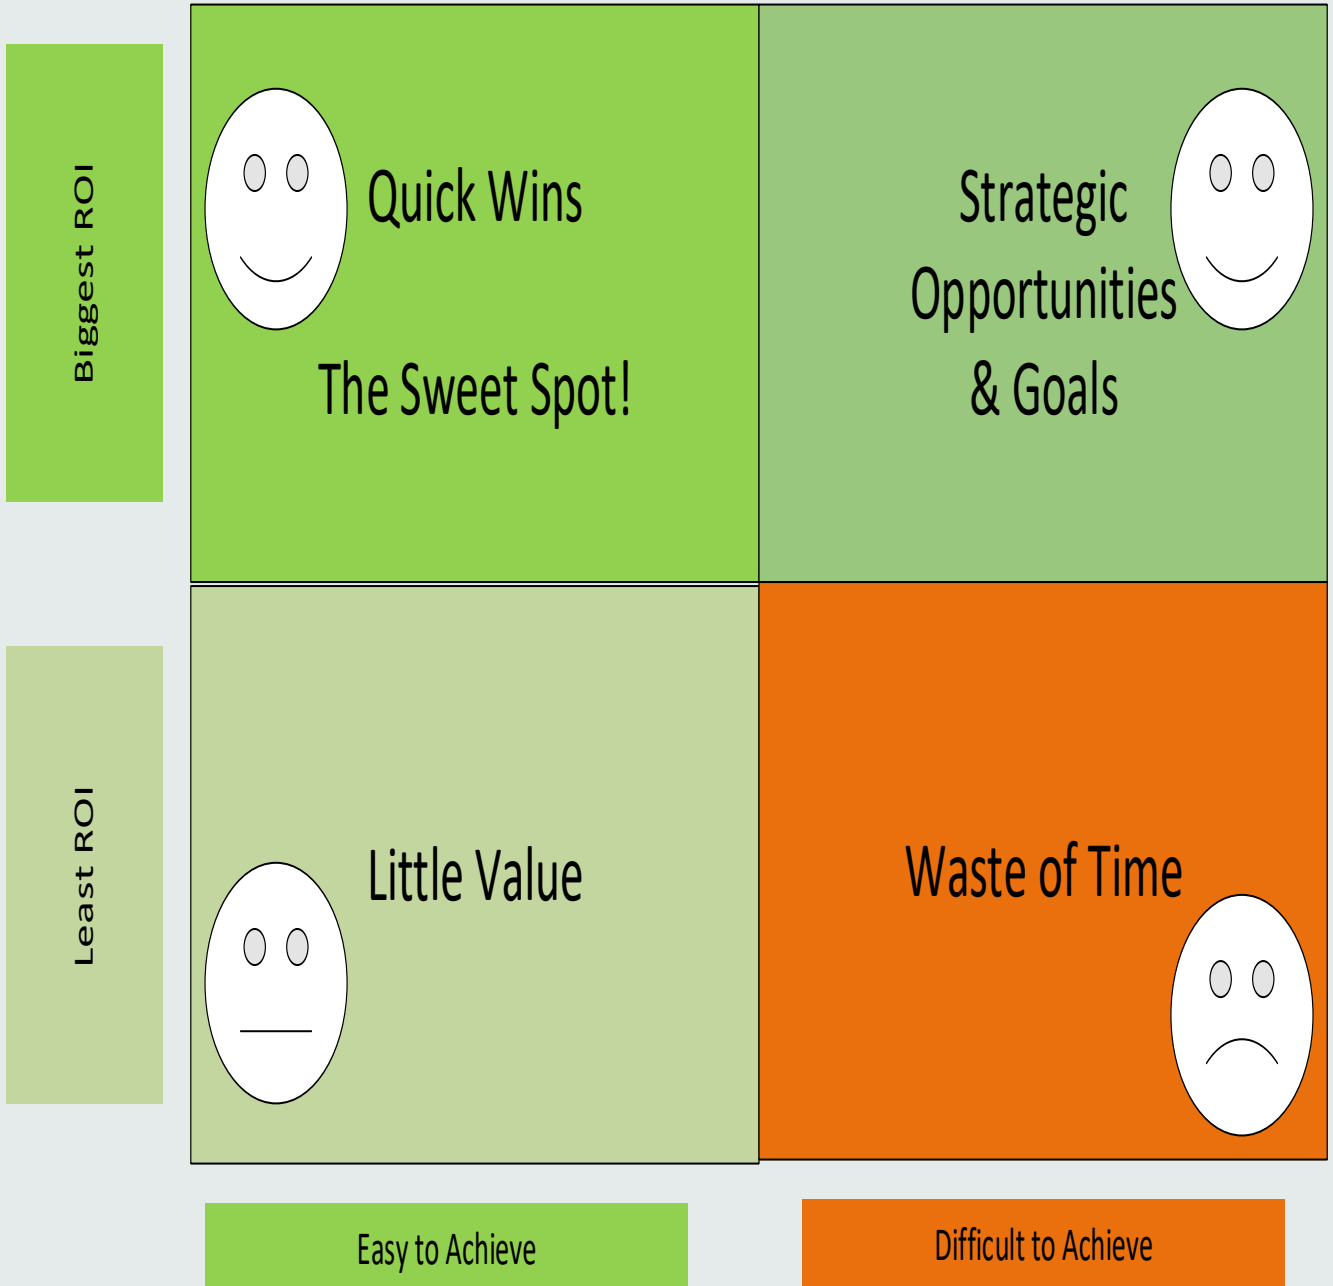 Biggest ROI
Quick Wins
The Sweet Spot!
Strategic
Opportunities
& Goals
Least ROI
Little Value
Waste of Time
Easy to Achieve
Difficult to Achieve